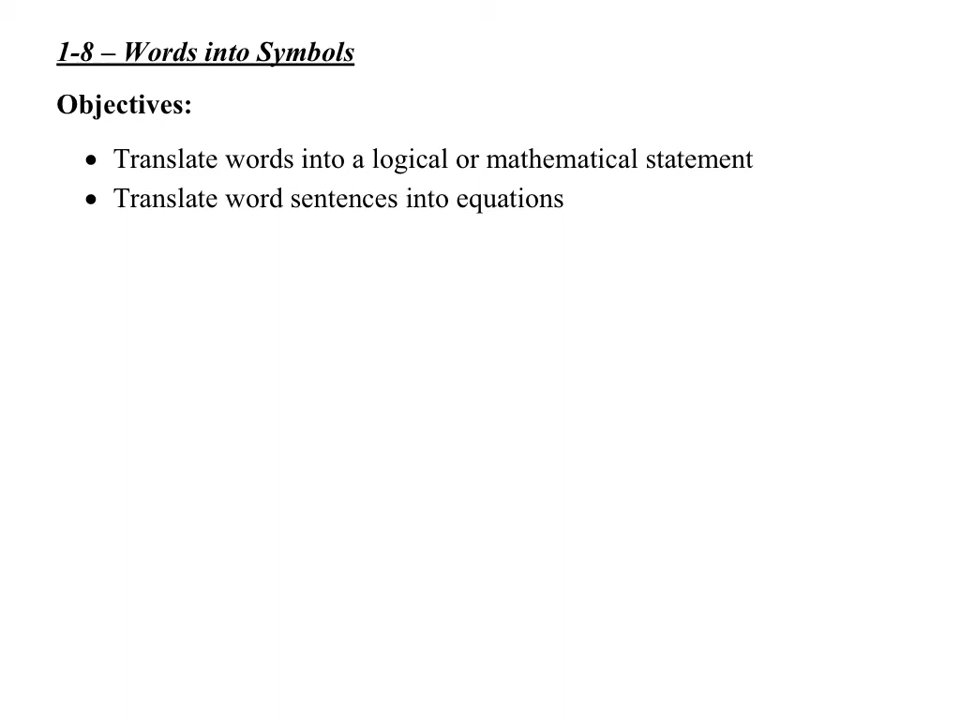 1-8 – Words into Symbols
Objectives:
• Translate words into a logical or mathematical statement
• Translate word sentences into equations